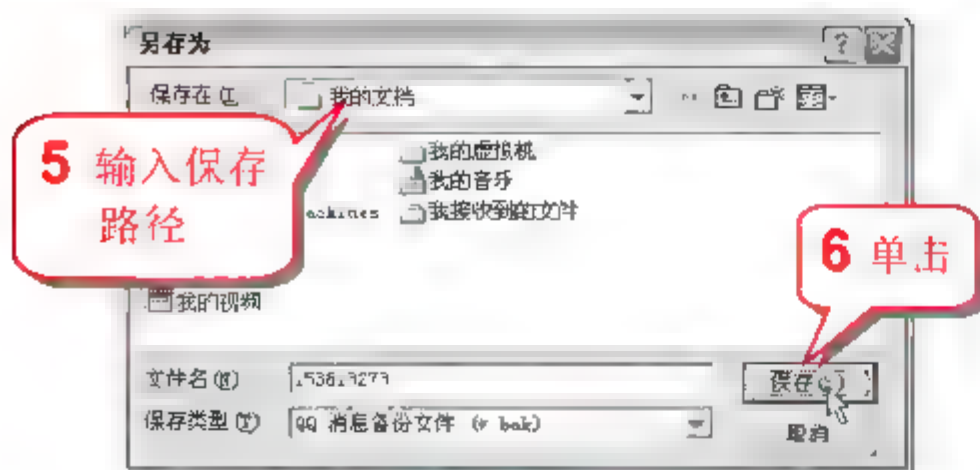 另存为
保存在(I)
我的文档
我的虚拟机
我的音乐
我接收到的文件
5 输入保存
路径
6 单击
我的视频
文件名(N)
保存(S)
保存类型(T)
QQ 消息备份文件 (*.bak)
取消